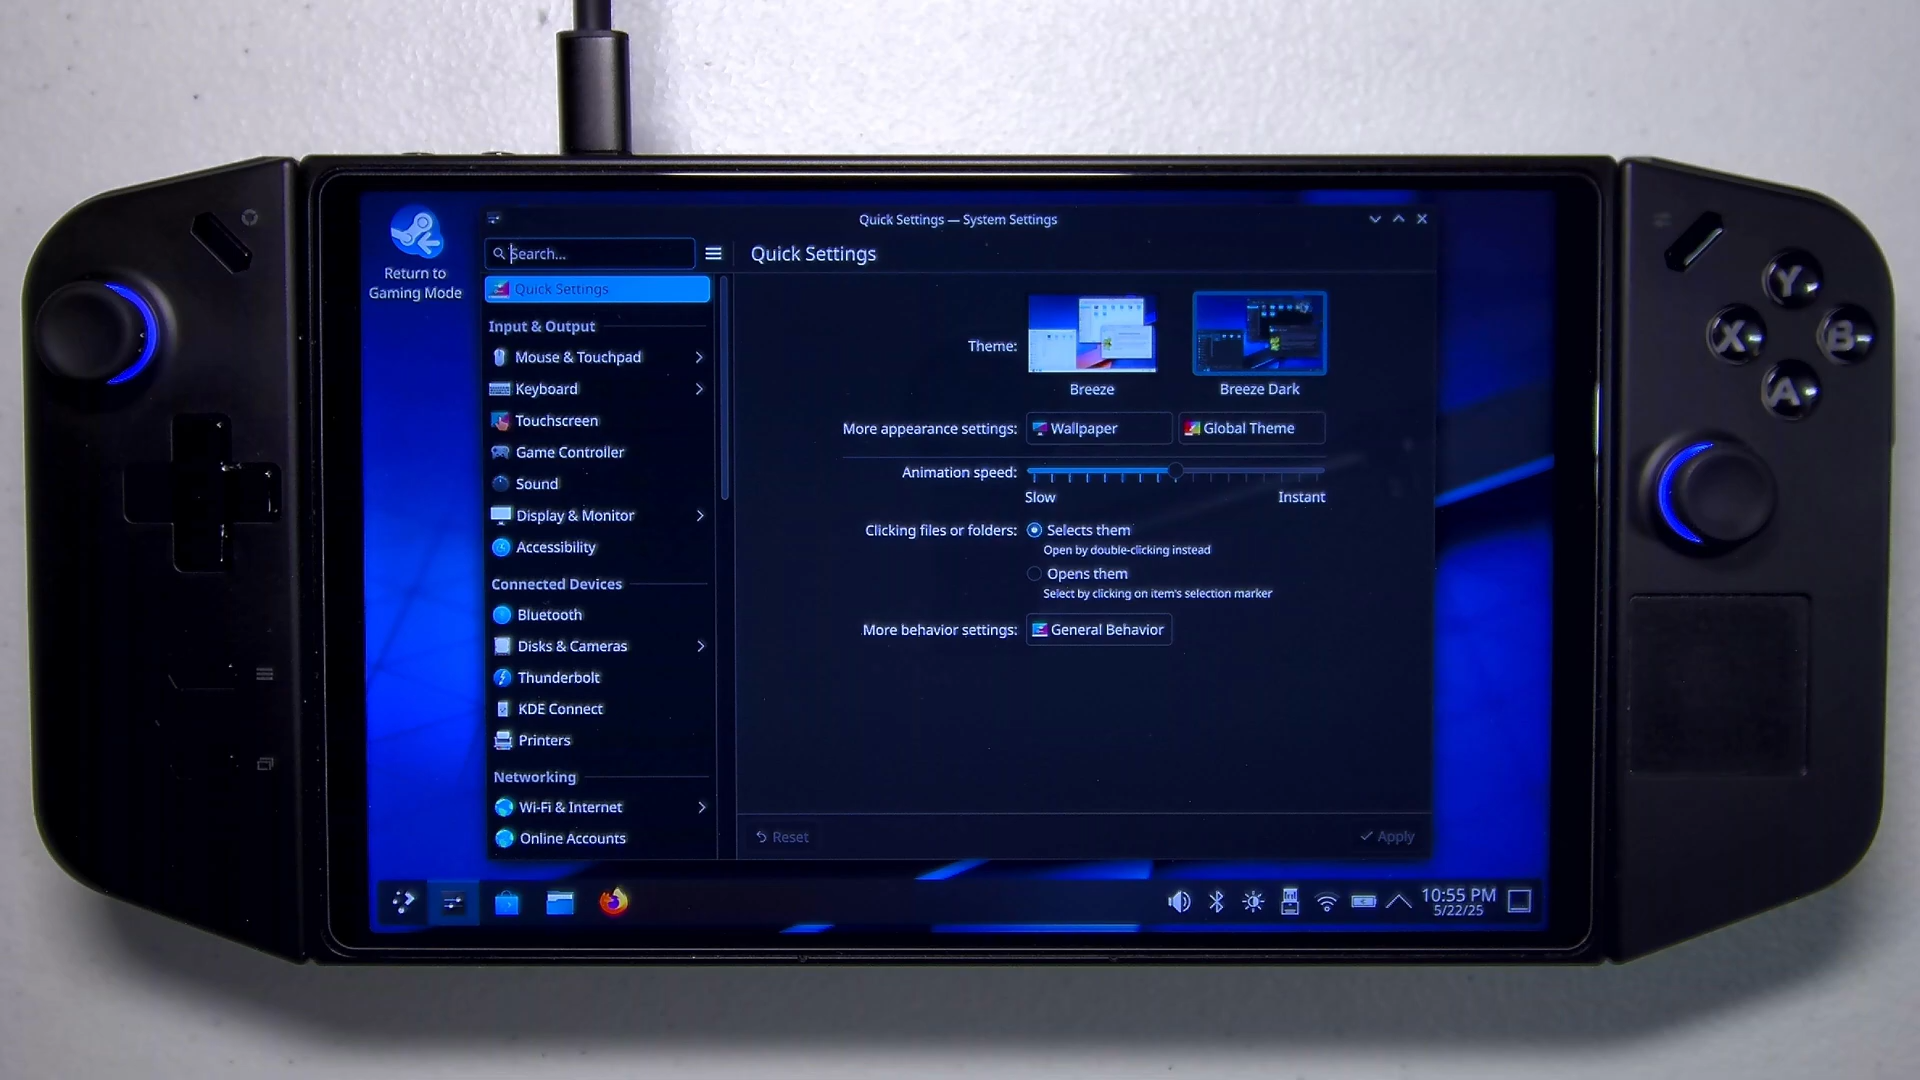 Quick Settings — System Settings
Return to
Gaming Mode
Search...
Quick Settings
Quick Settings
Input & Output
Mouse & Touchpad
Keyboard
Touchscreen
Game Controller
Sound
Display & Monitor
Accessibility
Connected Devices
Bluetooth
Disks & Cameras
Thunderbolt
KDE Connect
Printers
Networking
Wi-Fi & Internet
Online Accounts
Theme:
Breeze
Breeze Dark
More appearance settings:
Wallpaper
Global Theme
Animation speed:
Slow
Instant
Clicking files or folders:
Selects them
Open by double-clicking instead
Opens them
Select by clicking on item's selection marker
More behavior settings:
General Behavior
Reset
Apply
10:55 PM
5/22/25
Y
X
B
A